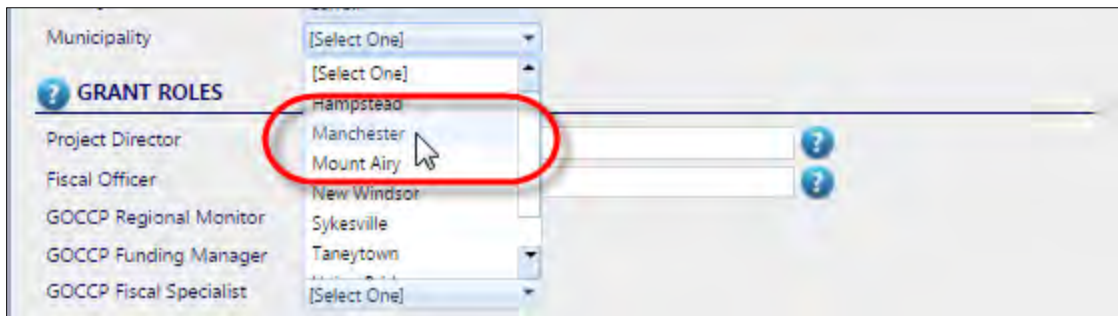 Municipality [Select One]
[Select One]
GRANT ROLES
Hampstead
Project Director Manchester
Mount Airy
Fiscal Officer
New Windsor
GOCCP Regional Monitor Sykesville
GOCCP Funding Manager Taneytown
GOCCP Fiscal Specialist [Select One]